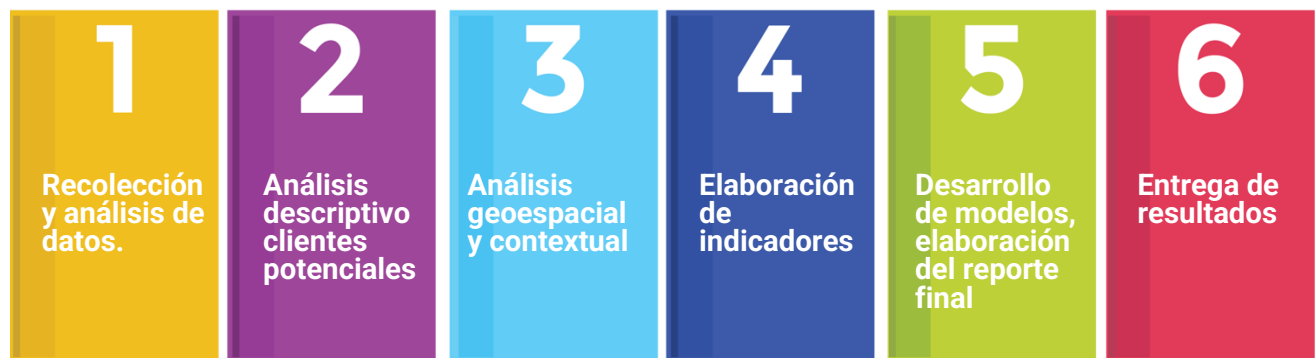 1
Recolección
y análisis de
datos.
2
Análisis
descriptivo
clientes
potenciales
3
Análisis
geoespacial
y contextual
4
Elaboración
de
indicadores
5
Desarrollo
de modelos,
elaboración
del reporte
final
6
Entrega de
resultados